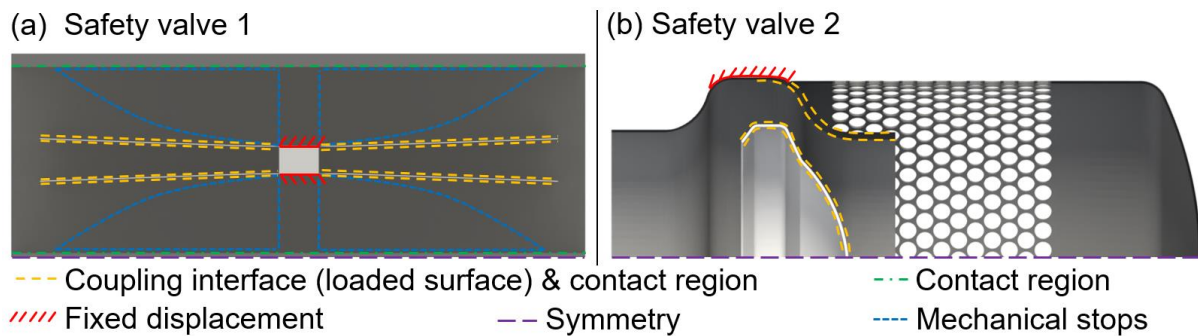 (a) Safety valve 1
(b) Safety valve 2
Coupling interface (loaded surface) & contact region
Contact region
Fixed displacement
Symmetry
Mechanical stops